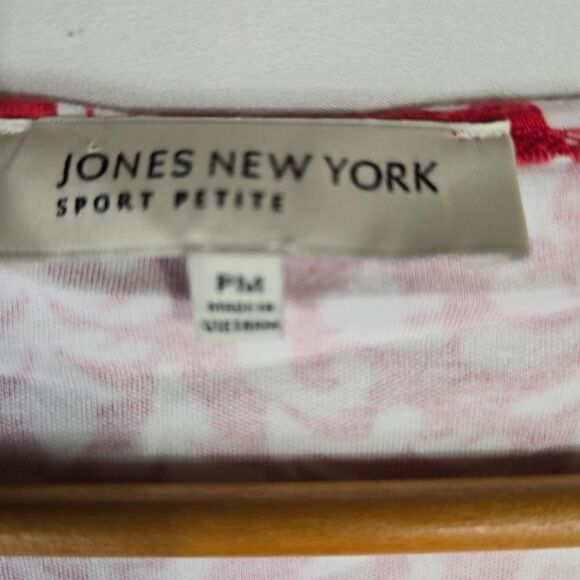 JONES NEW YORK
SPORT PETITE
PM
MADE IN
VIETNAM